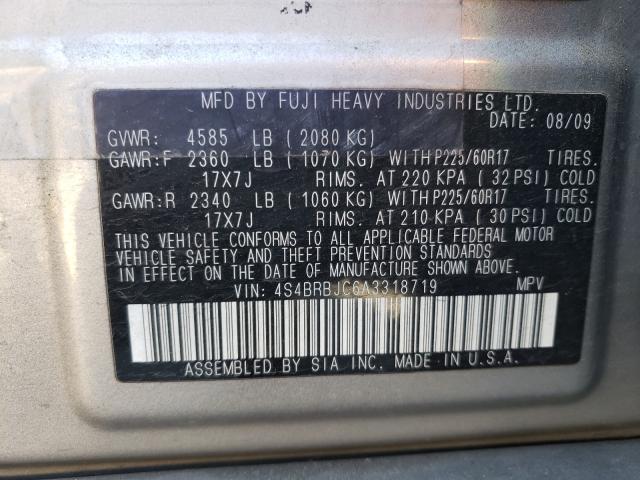 MFD BY FUJI HEAVY INDUSTRIES LTD.
DATE: 08/09
GVWR: 4585 LB ( 2080 KG)
GAWR:F 2360 LB ( 1070 KG) WITH P225/60R17 TIRES.
17X7J RIMS. AT 220 KPA ( 32 PSI) COLD
GAWR:R 2340 LB ( 1060 KG) WITH P225/60R17 TIRES.
17X7J RIMS. AT 210 KPA ( 30 PSI) COLD
THIS VEHICLE CONFORMS TO ALL APPLICABLE FEDERAL MOTOR
VEHICLE SAFETY AND THEFT PREVENTION STANDARDS
IN EFFECT ON THE DATE OF MANUFACTURE SHOWN ABOVE.
VIN: 4S4BRBJC6A3318719 MPV
ASSEMBLED BY SIA INC. MADE IN U.S.A.